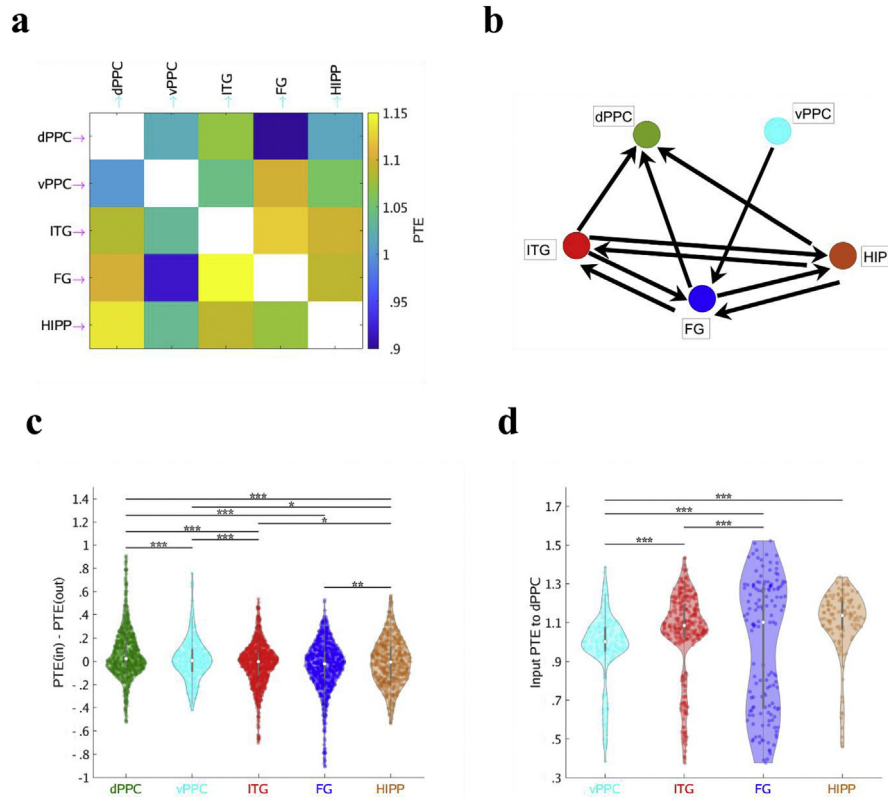 a
dPPC→
vPPC→
ITG→
FG→
HIPP→
dPPC→
vPPC→
ITG→
FG→
HIPP→
1.15
1.1
1.05
1
.95
.9
PTE
b
dPPC
vPPC
ITG
HIP
FG
c
1.4
1.2
1
.8
.6
.4
.2
0
-.2
-.4
-.6
-.8
-1
PTE(in) - PTE(out)
***
*
***
*
***
***
***
**
dPPC
vPPC
ITG
FG
HIPP
d
1.7
1.5
1.3
1.1
.9
.7
.5
.3
Input PTE to dPPC
***
***
***
***
vPPC
ITG
FG
HIPP